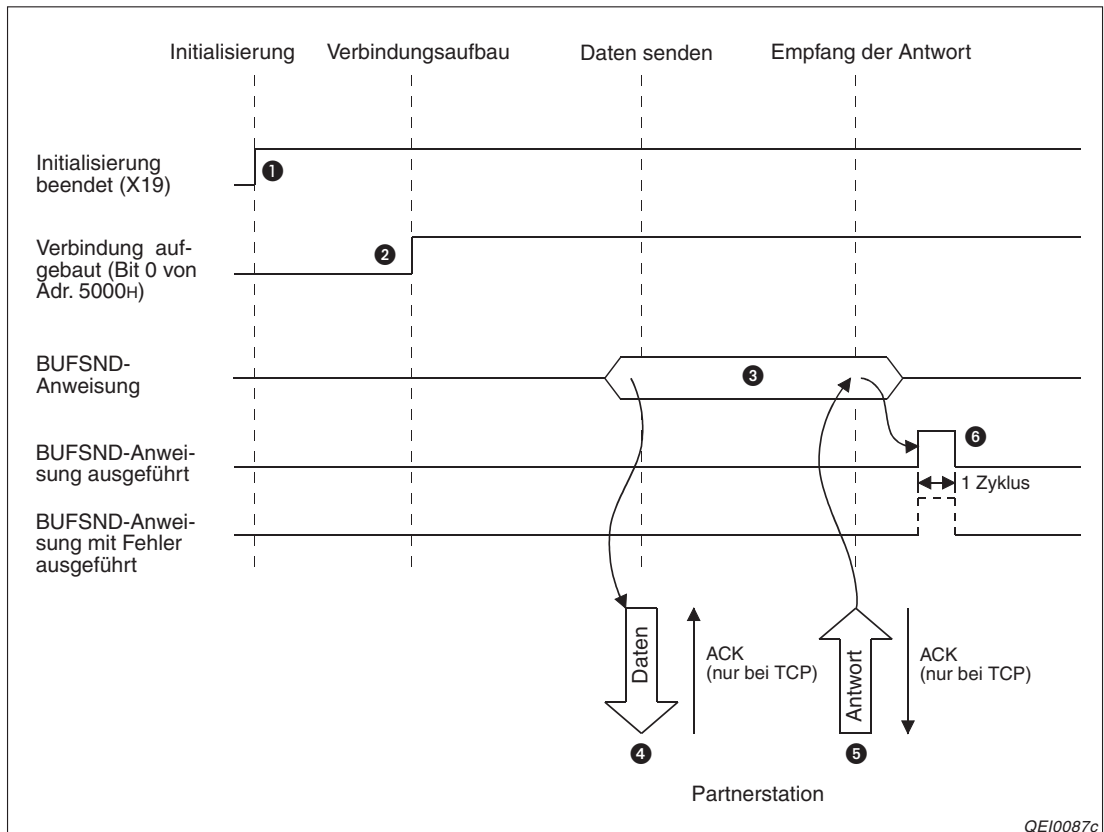 Initialisierung Verbindungsaufbau Daten senden Empfang der Antwort
Initialisierung
beendet (X19)
❶
Verbindung auf-
gebaut (Bit 0 von
Adr. 5000H)
❷
BUFSND-
Anweisung
❸
BUFSND-Anwei-
sung ausgeführt
❻
1 Zyklus
BUFSND-Anwei-
sung mit Fehler
ausgeführt
Daten
ACK
(nur bei TCP)
Antwort
ACK
(nur bei TCP)
❹
❺
Partnerstation
QEI0087c